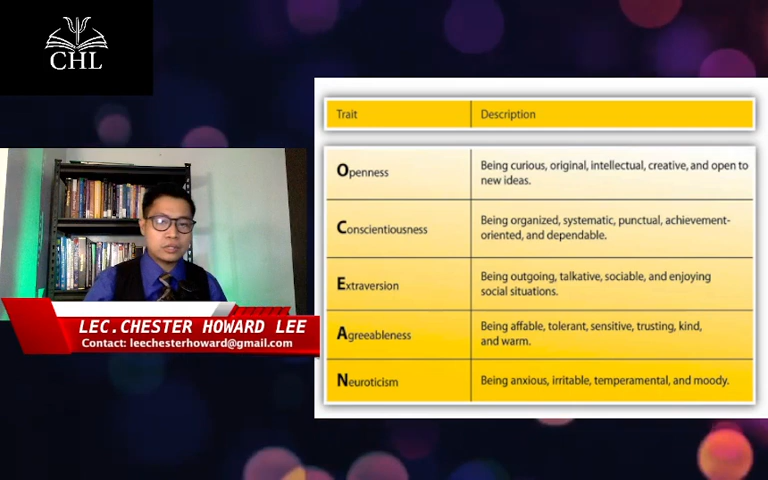 CHL
Trait Description
Openness Being curious, original, intellectual, creative, and open to
new ideas.
Conscientiousness Being organized, systematic, punctual, achievement-
oriented, and dependable.
Extraversion Being outgoing, talkative, sociable, and enjoying
social situations.
Agreeableness Being affable, tolerant, sensitive, trusting, kind,
and warm.
Neuroticism Being anxious, irritable, temperamental, and moody.
LEC.CHESTER HOWARD LEE
Contact: leechesterhoward@gmail.com